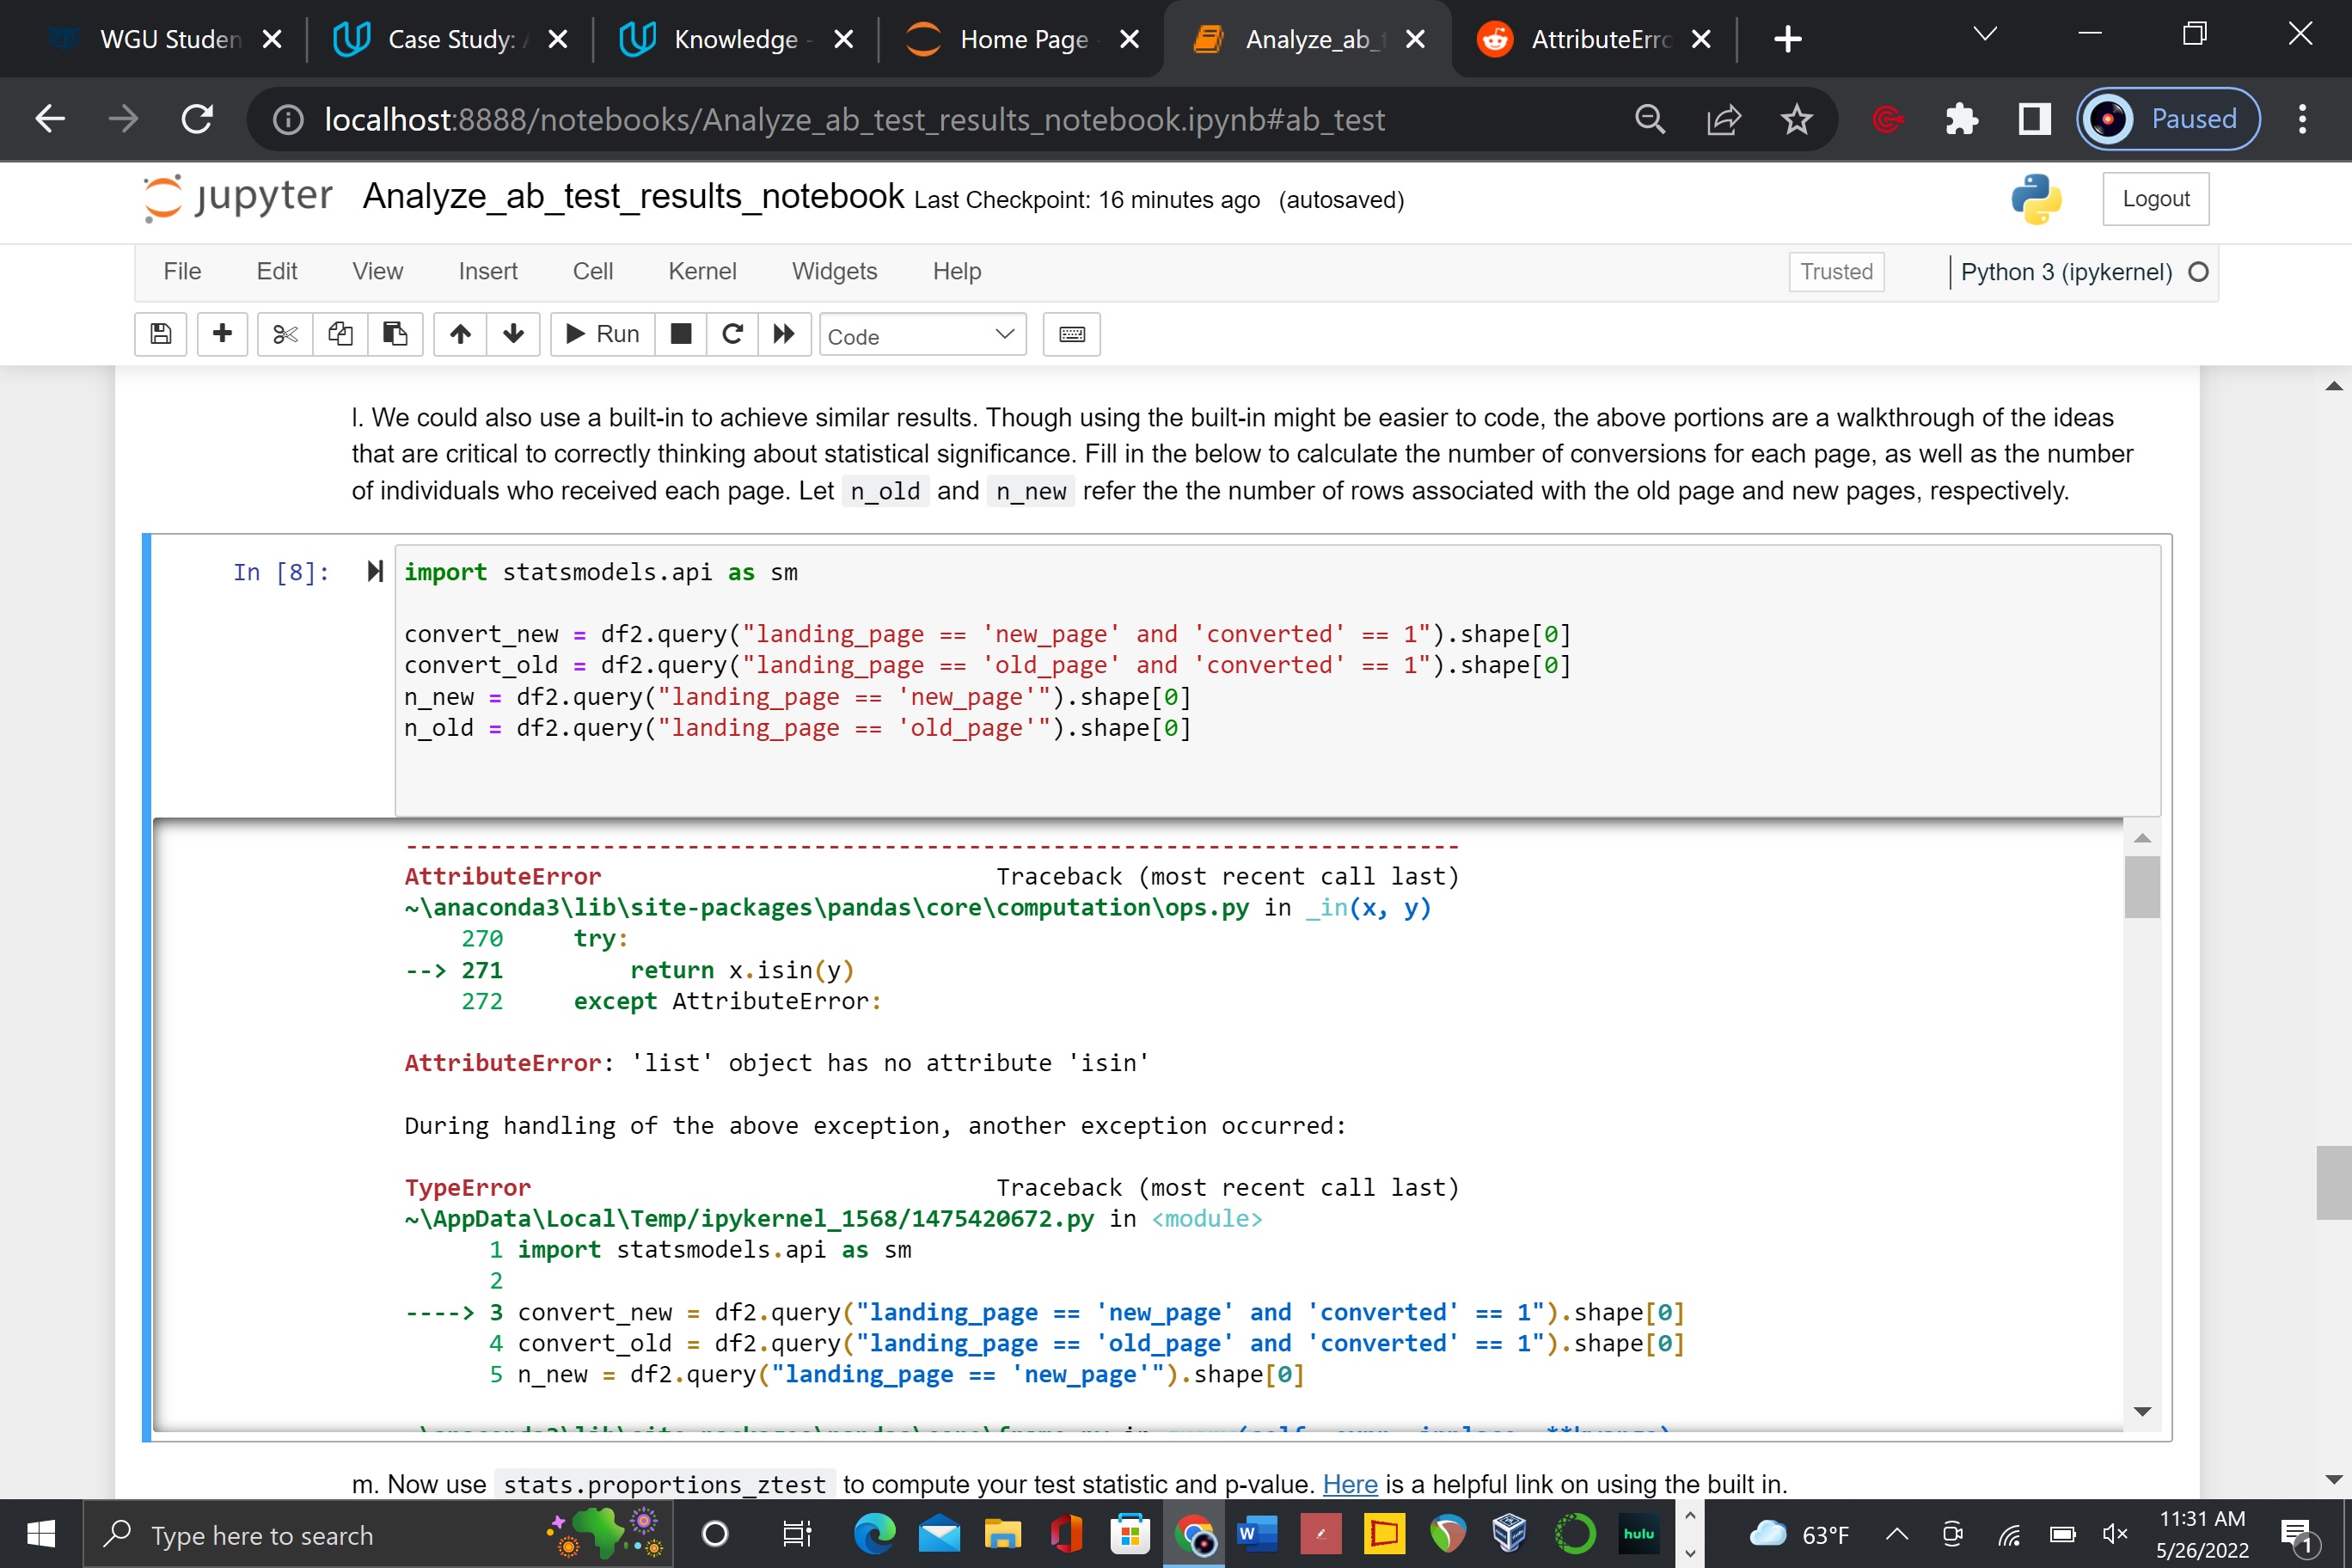 WGU Studen
Case Study: A
Knowledge -
Home Page -
Analyze_ab_t
AttributeErro
localhost:8888/notebooks/Analyze_ab_test_results_notebook.ipynb#ab_test
Paused
jupyter Analyze_ab_test_results_notebook Last Checkpoint: 16 minutes ago (autosaved)
Logout
File Edit View Insert Cell Kernel Widgets Help
Trusted
Python 3 (ipykernel)
Run
Code
l. We could also use a built-in to achieve similar results. Though using the built-in might be easier to code, the above portions are a walkthrough of the ideas
that are critical to correctly thinking about statistical significance. Fill in the below to calculate the number of conversions for each page, as well as the number
of individuals who received each page. Let n_old and n_new refer the the number of rows associated with the old page and new pages, respectively.
In [8]:
import statsmodels.api as sm
convert_new = df2.query("landing_page == 'new_page' and 'converted' == 1").shape[0]
convert_old = df2.query("landing_page == 'old_page' and 'converted' == 1").shape[0]
n_new = df2.query("landing_page == 'new_page'").shape[0]
n_old = df2.query("landing_page == 'old_page'").shape[0]
---------------------------------------------------------------------------
AttributeError                            Traceback (most recent call last)
~\anaconda3\lib\site-packages\pandas\core\computation\ops.py in _in(x, y)
    270     try:
--> 271         return x.isin(y)
    272     except AttributeError:
AttributeError: 'list' object has no attribute 'isin'
During handling of the above exception, another exception occurred:
TypeError                                 Traceback (most recent call last)
~\AppData\Local\Temp/ipykernel_1568/1475420672.py in <module>
      1 import statsmodels.api as sm
      2
----> 3 convert_new = df2.query("landing_page == 'new_page' and 'converted' == 1").shape[0]
      4 convert_old = df2.query("landing_page == 'old_page' and 'converted' == 1").shape[0]
      5 n_new = df2.query("landing_page == 'new_page'").shape[0]
m. Now use stats.proportions_ztest to compute your test statistic and p-value. Here is a helpful link on using the built in.
Type here to search
W
hulu
63°F
11:31 AM
5/26/2022
1